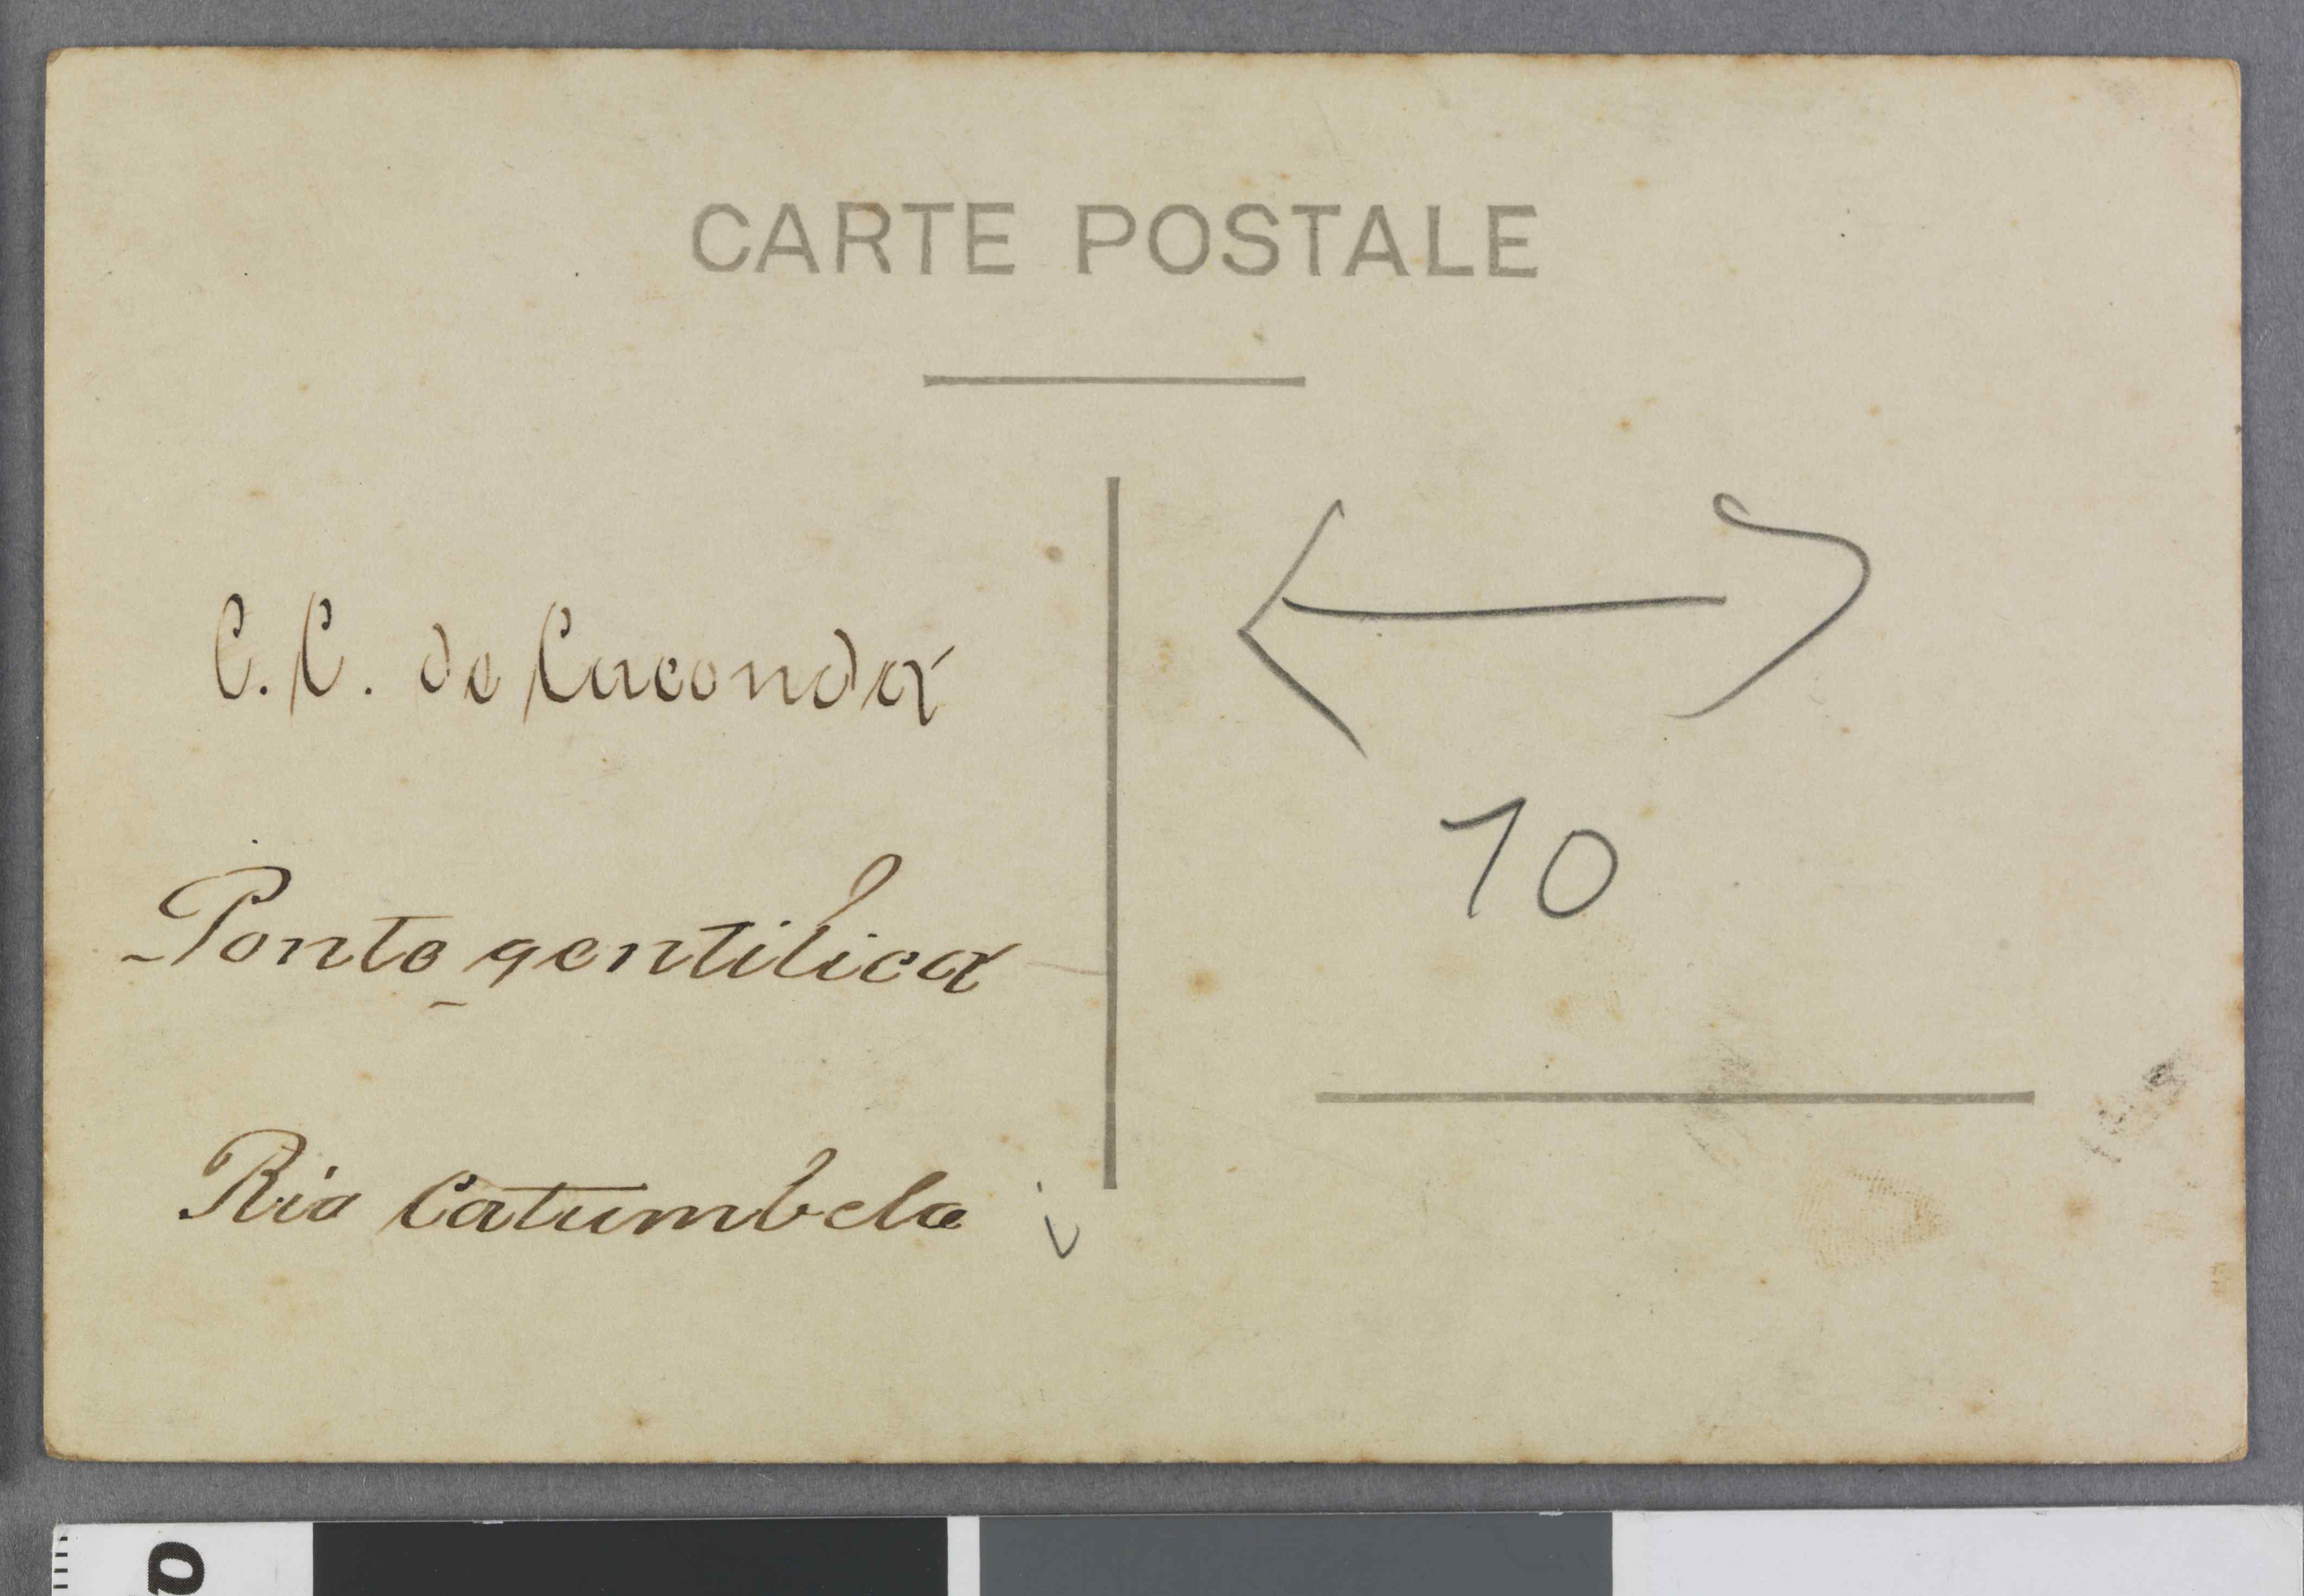 CARTE POSTALE
C. C. de Caconda
Ponte gentilica
Rio Catumbela
10